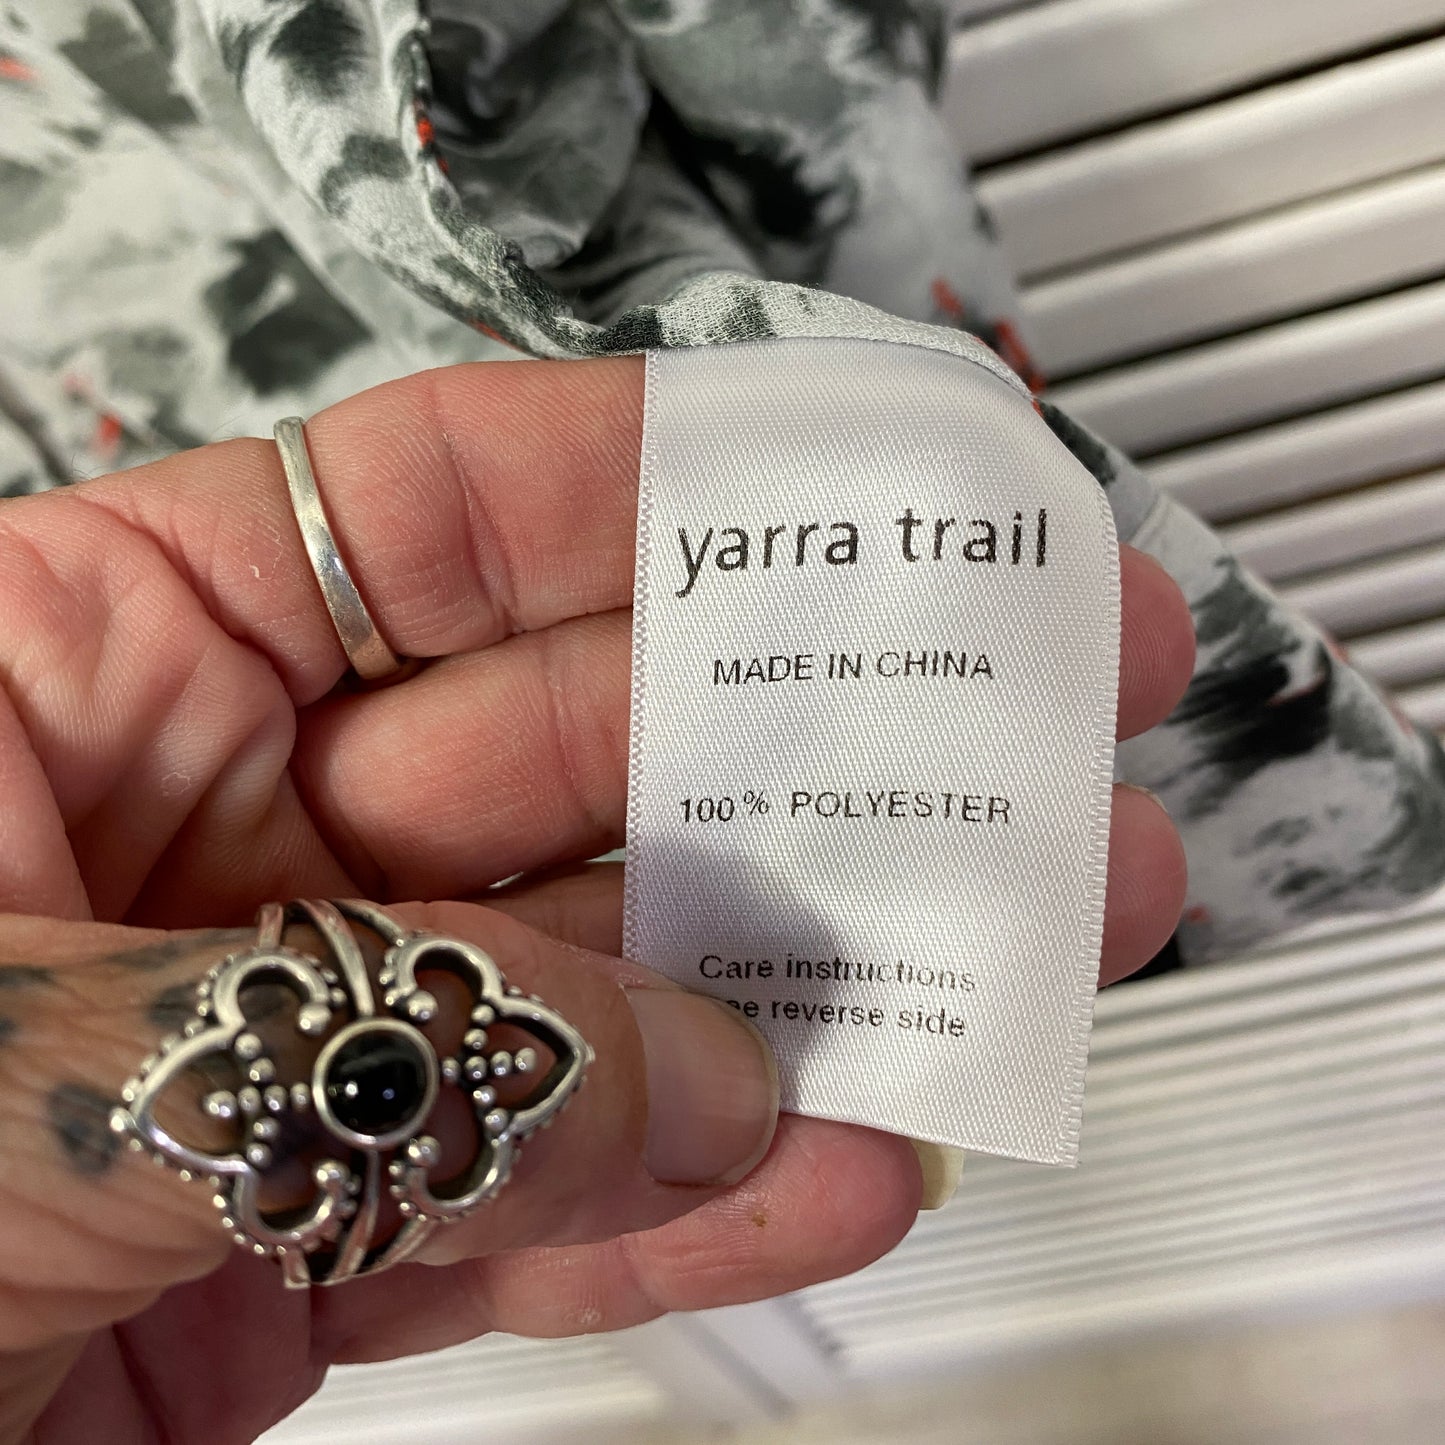 yarra trail
MADE IN CHINA
100% POLYESTER
Care instructions
reverse side